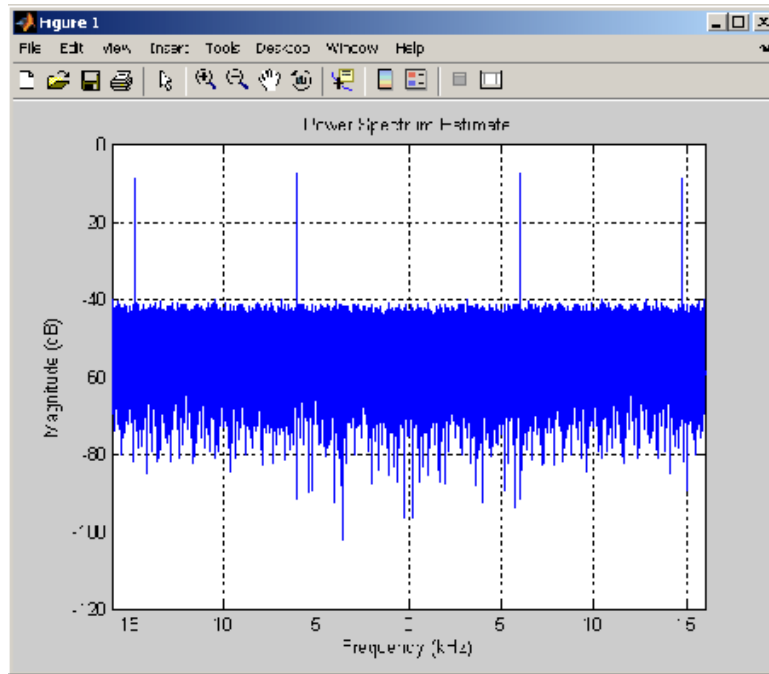 Figure 1
File Edit View Insert Tools Desktop Window Help
Power Spectrum Estimate
0
20
-40
60
-80
-100
-120
Magnitude (dB)
15 10 5 0 5 10 15
Frequency (kHz)